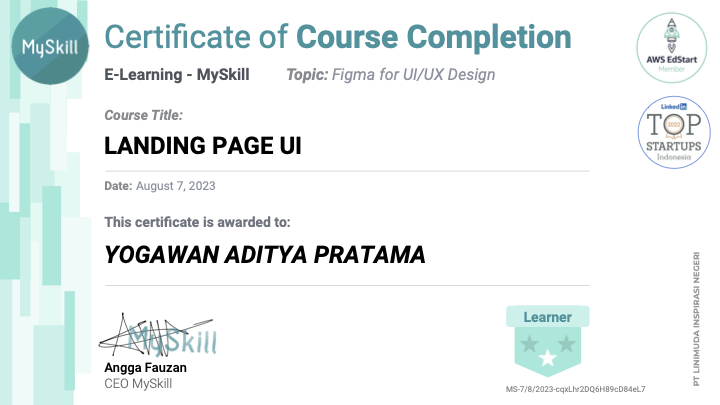 MySkill
Certificate of Course Completion
E-Learning - MySkill
Topic: Figma for UI/UX Design
Course Title:
LANDING PAGE UI
Date: August 7, 2023
This certificate is awarded to:
YOGAWAN ADITYA PRATAMA
MySkill
Angga Fauzan
CEO MySkill
Learner
MS-7/8/2023-cqxLhr2DQ6H89cD84eL7
AWS EdStart
Member
LinkedIn
TOP
2022
STARTUPS
Indonesia
PT LINIMUDA INSPIRASI NEGERI